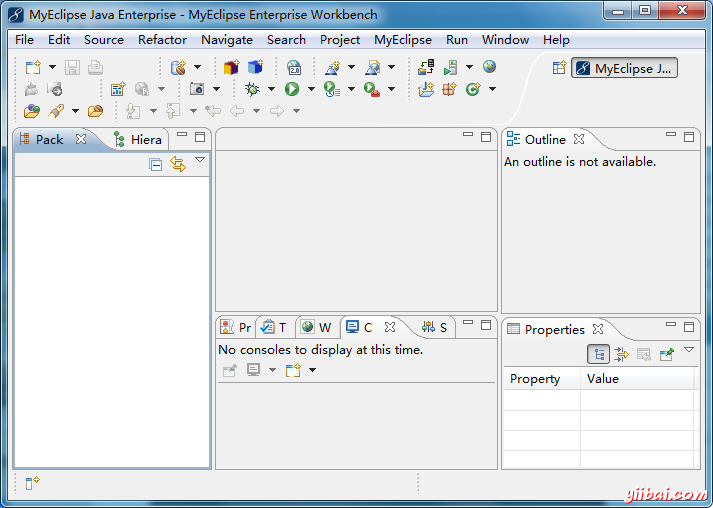 MyEclipse Java Enterprise - MyEclipse Enterprise Workbench
File Edit Source Refactor Navigate Search Project MyEclipse Run Window Help
2.0
MyEclipse J...
Pack Hiera
Outline
An outline is not available.
Pr T W C S
No consoles to display at this time.
Properties
Property Value
yiibai.com